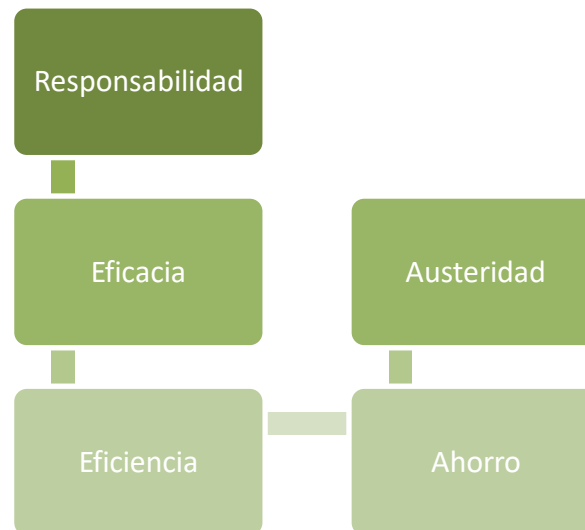 Responsabilidad
Eficacia
Austeridad
Eficiencia
Ahorro